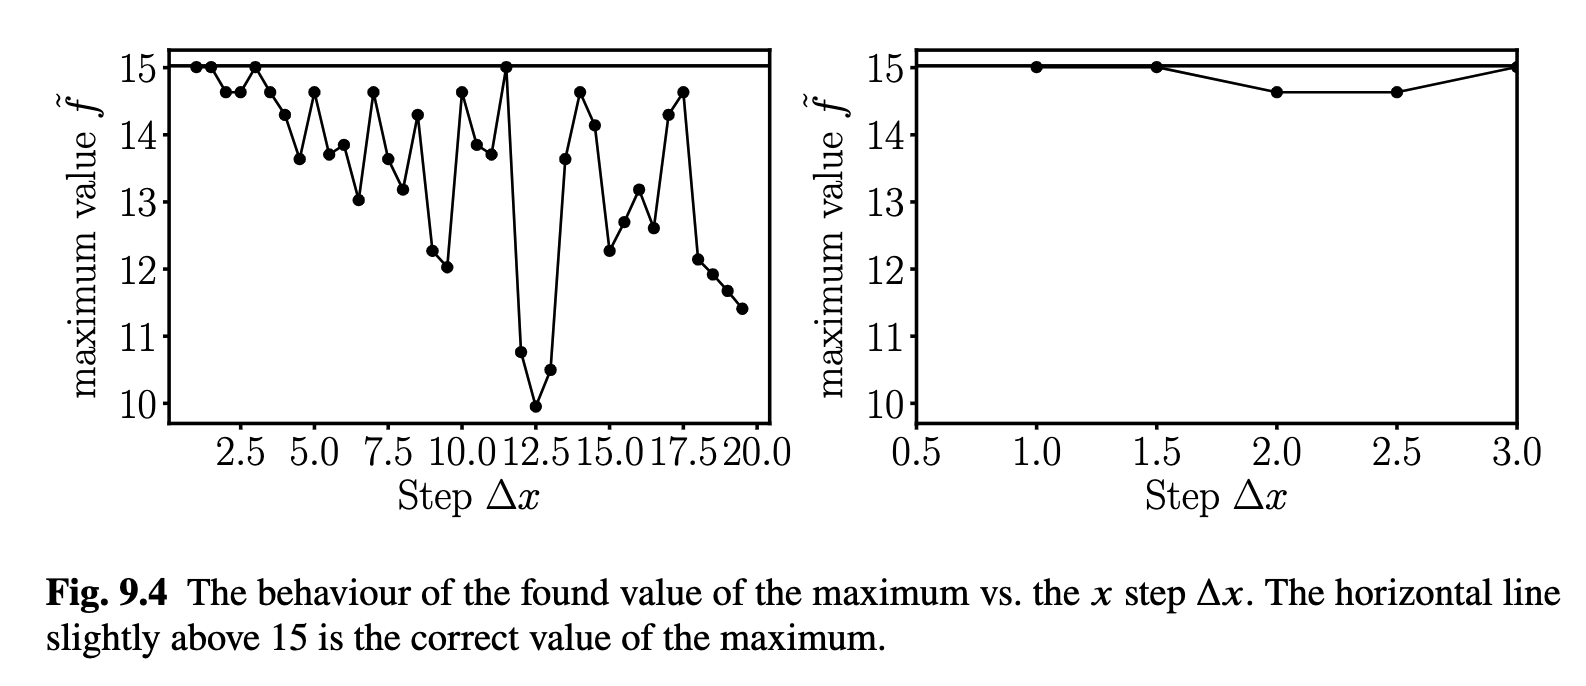 15
14
13
12
11
10
maximum value f̃
2.5 5.0 7.5 10.0 12.5 15.0 17.5 20.0
Step Δx
15
14
13
12
11
10
maximum value f̃
0.5 1.0 1.5 2.0 2.5 3.0
Step Δx
Fig. 9.4 The behaviour of the found value of the maximum vs. the x step Δx. The horizontal line
slightly above 15 is the correct value of the maximum.